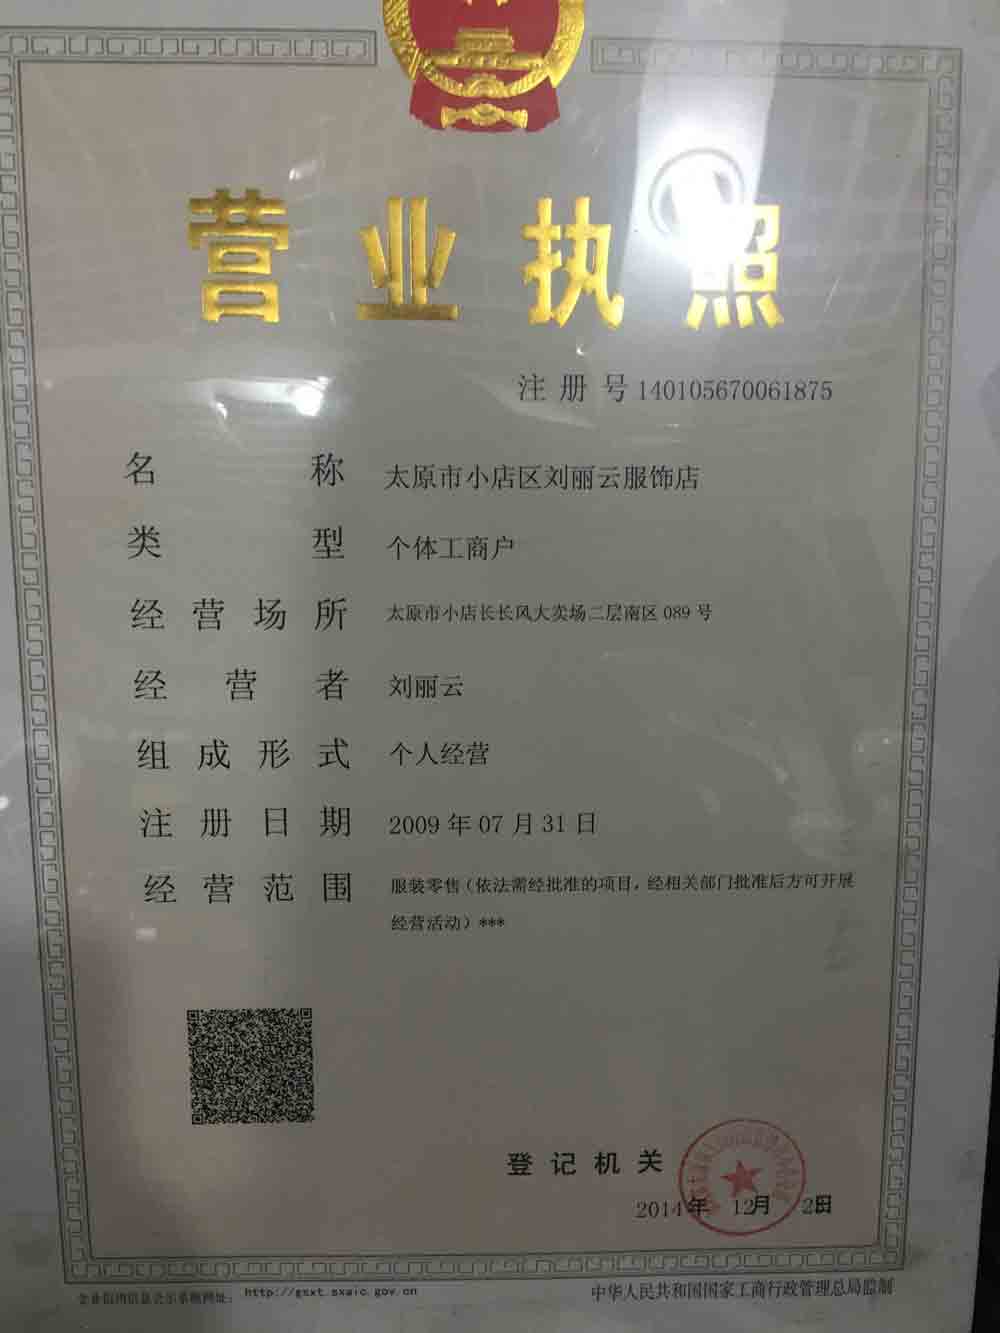 营业执照
注册号 140105670061875
名称 太原市小店区刘丽云服饰店
类型 个体工商户
经营场所 太原市小店长长风大卖场二层南区 089 号
经营者 刘丽云
组成形式 个人经营
注册日期 2009 年 07 月 31 日
经营范围 服装零售（依法需经批准的项目，经相关部门批准后方可开展
经营活动）***
登记机关
2014年 12月 日
企业信用信息公示系统网址： http://gsxt.sxaic.gov.cn
中华人民共和国国家工商行政管理总局监制